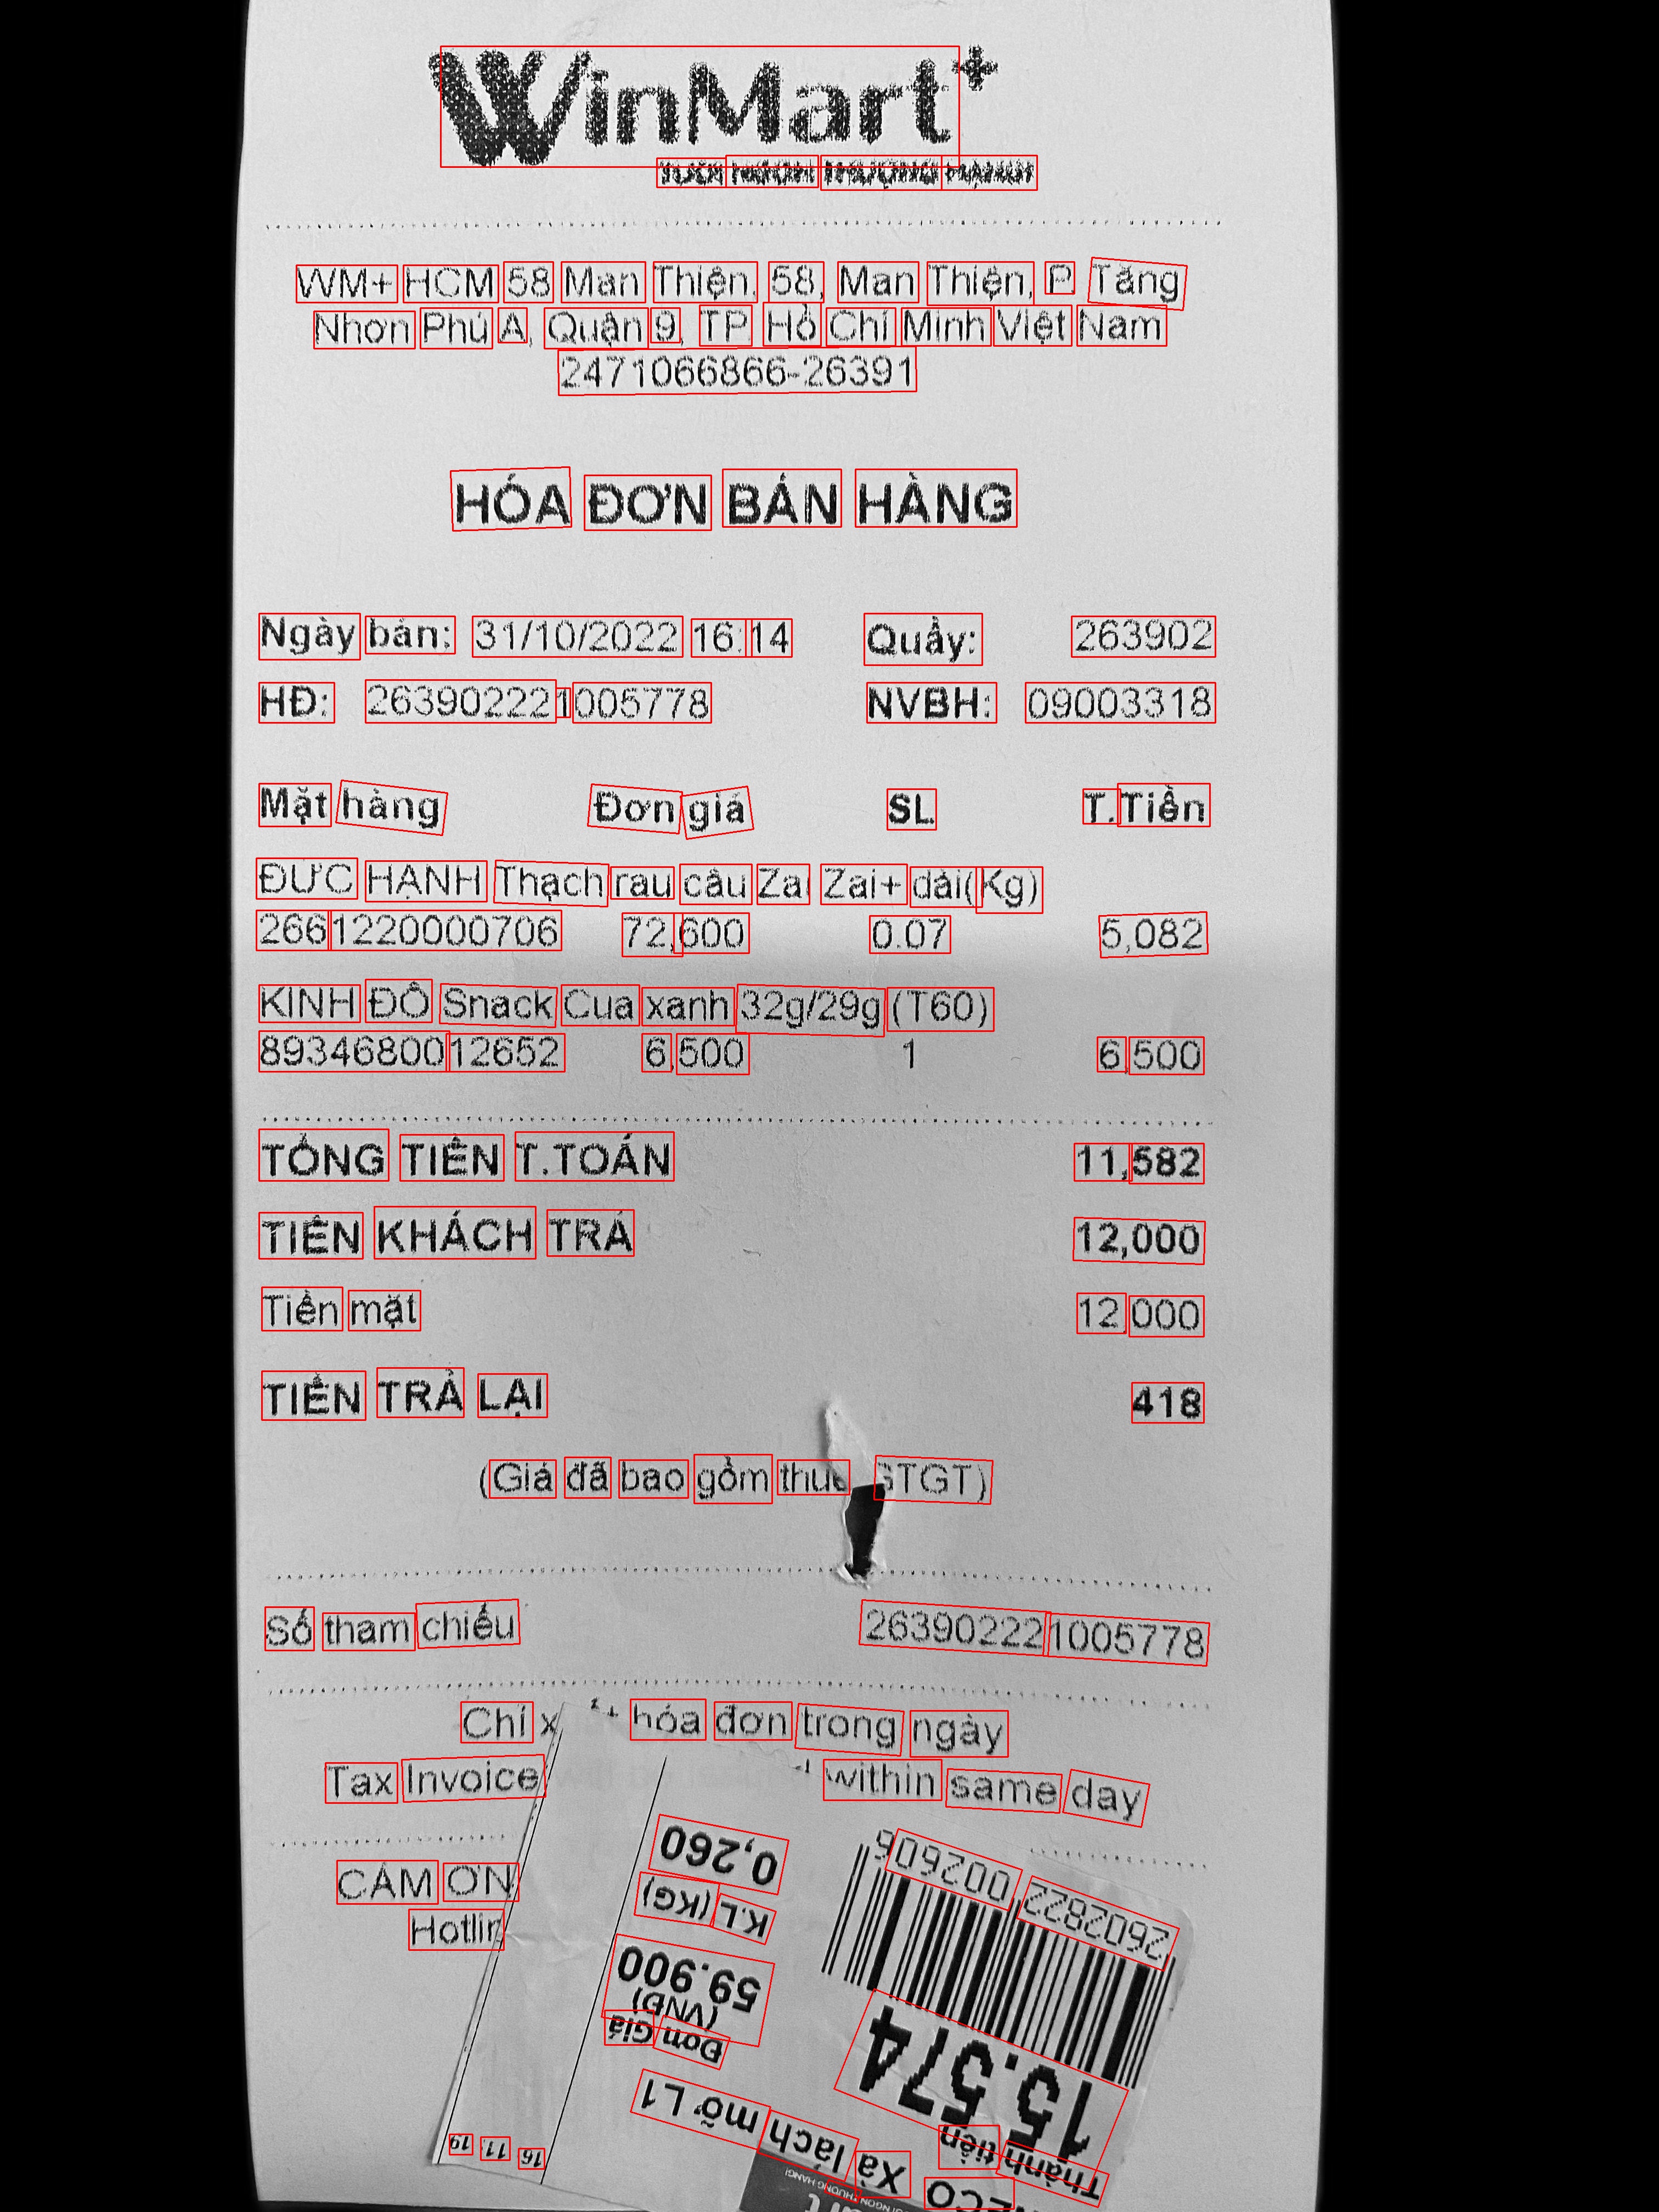 WinMart+
TƯƠI NGON THƯỢNG HẠNG
WM+ HCM 58 Man Thiện, 58, Man Thiện, P. Tăng
Nhơn Phú A, Quận 9, TP. Hồ Chí Minh Việt Nam
2471066866-26391
HÓA ĐƠN BÁN HÀNG
Ngày bán: 31/10/2022 16:14 Quầy: 263902
HĐ: 263902221005778 NVBH: 09003318
Mặt hàng Đơn giá SL T.Tiền
ĐỨC HẠNH Thạch rau câu Zai Zai+ dài(Kg)
2661220000706 72,600 0.07 5,082
KINH ĐÔ Snack Cua xanh 32g/29g (T60)
8934680012652 6,500 1 6,500
TỔNG TIỀN T.TOÁN 11,582
TIỀN KHÁCH TRẢ 12,000
Tiền mặt 12,000
TIỀN TRẢ LẠI 418
(Giá đã bao gồm thuế GTGT)
Số tham chiếu 263902221005778
Chỉ x hóa đơn trong ngày
Tax Invoice within same day
CẢM ƠN
Hotlin
2602822 002606
0,260
K.L (KG)
59.900
(VNĐ)
Đơn Giá
15.574
Thành tiền
Xà lách mỡ L1
16 11 19